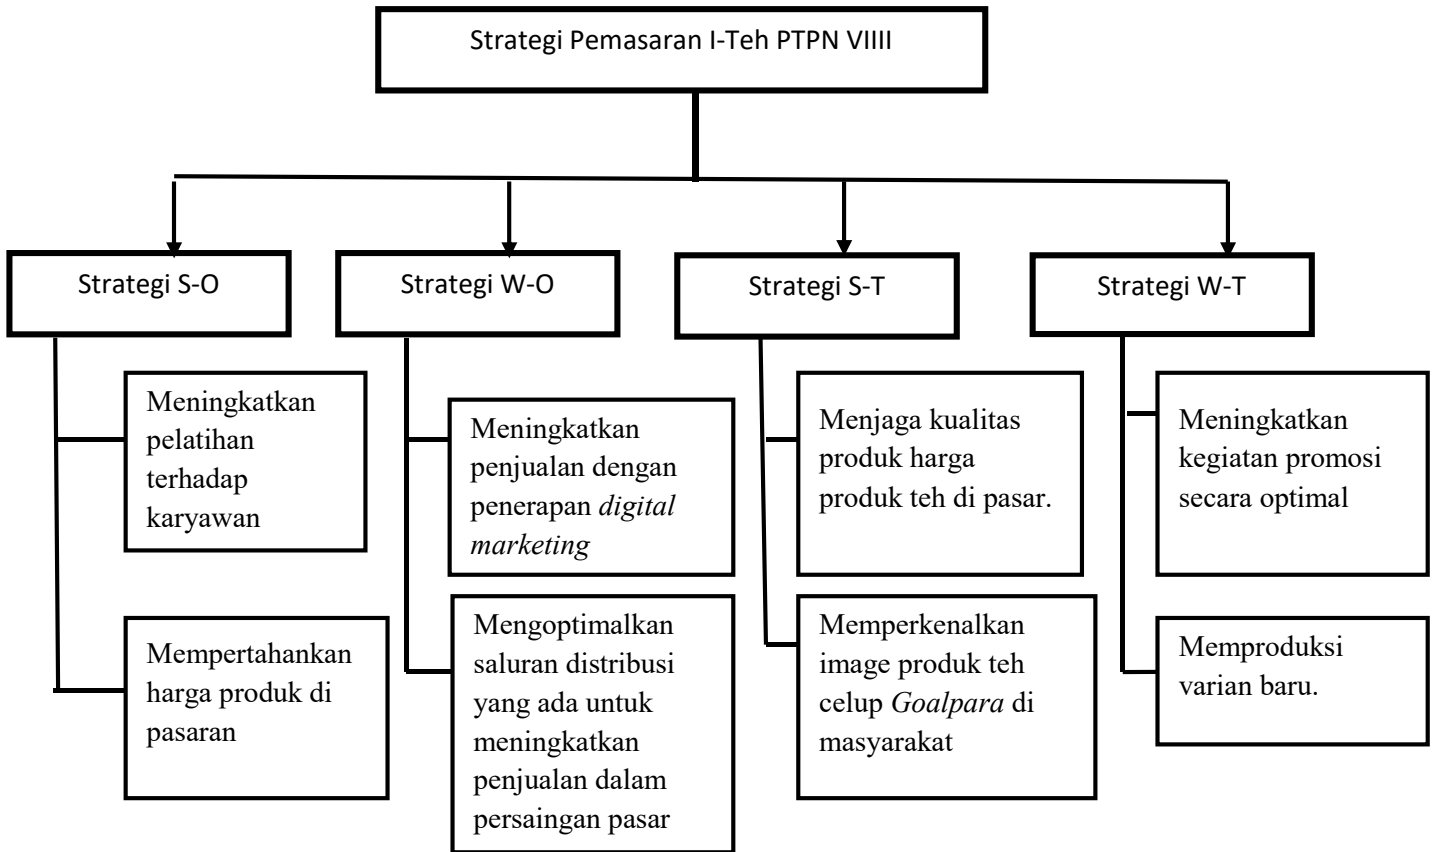 Strategi Pemasaran I-Teh PTPN VIIII
Strategi S-O
Strategi W-O
Strategi S-T
Strategi W-T
Meningkatkan
pelatihan
terhadap
karyawan
Mempertahankan
harga produk di
pasaran
Meningkatkan
penjualan dengan
penerapan digital
marketing
Mengoptimalkan
saluran distribusi
yang ada untuk
meningkatkan
penjualan dalam
persaingan pasar
Menjaga kualitas
produk harga
produk teh di pasar.
Memperkenalkan
image produk teh
celup Goalpara di
masyarakat
Meningkatkan
kegiatan promosi
secara optimal
Memproduksi
varian baru.